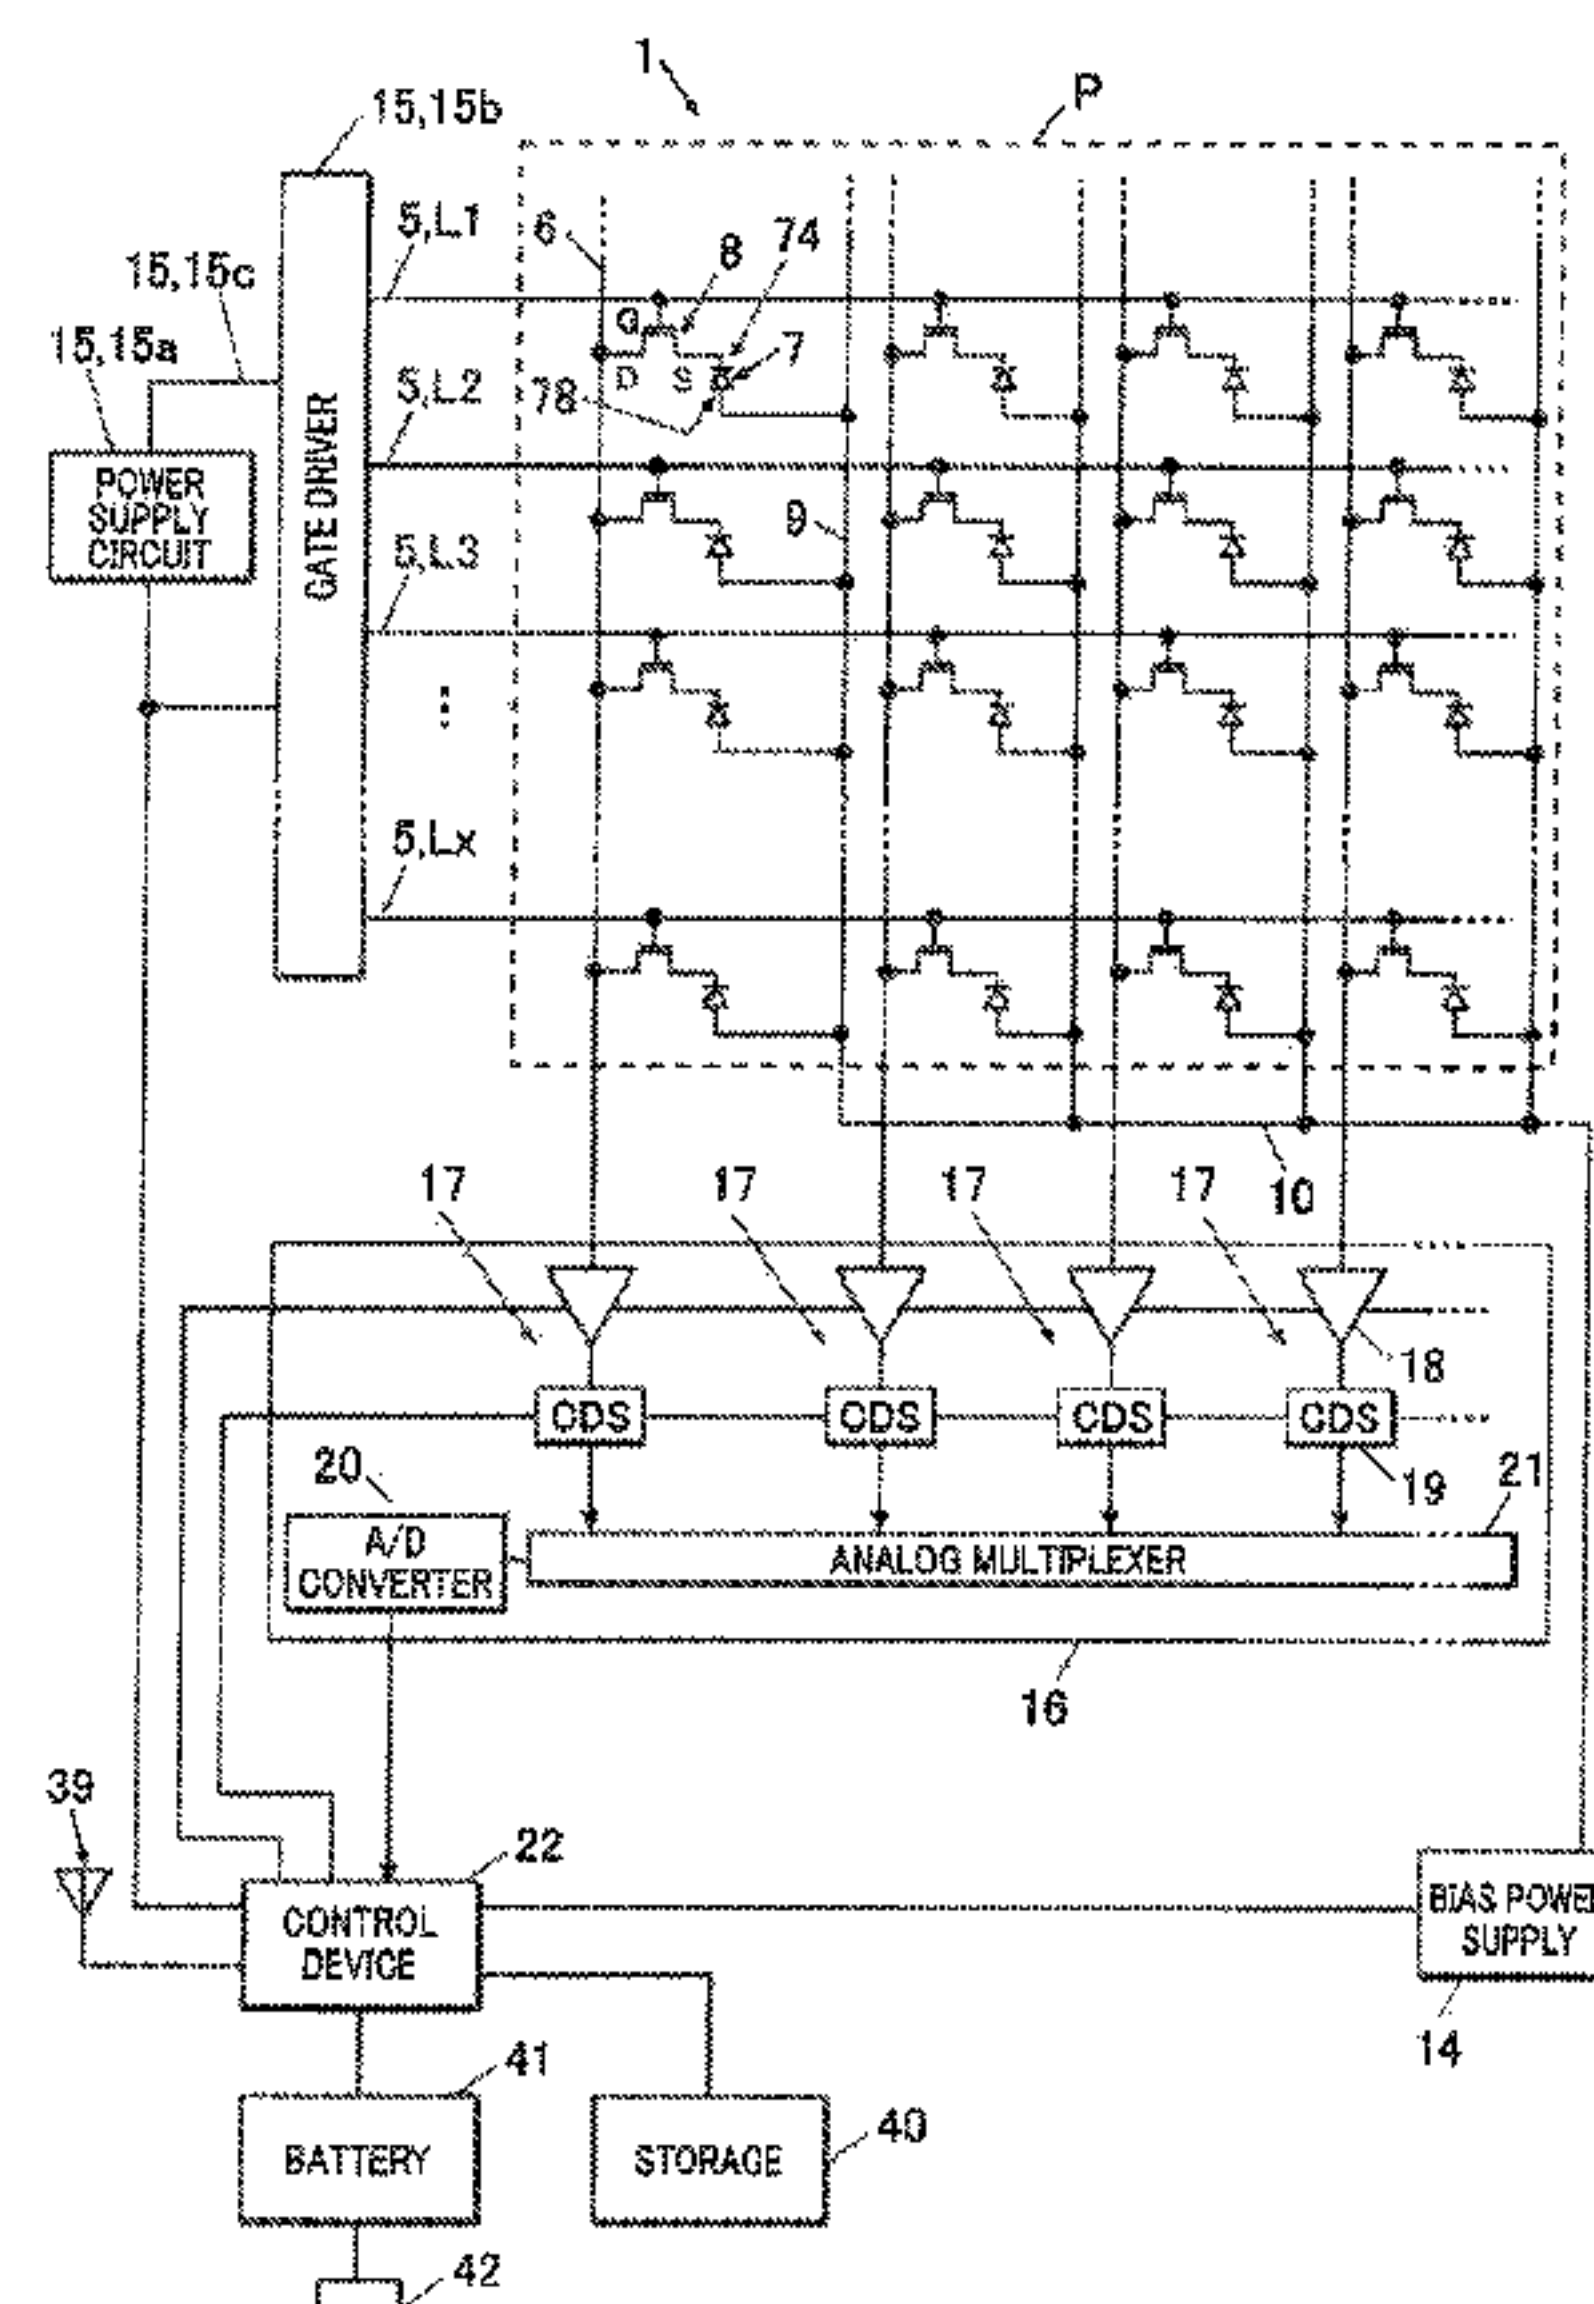 1
P
15,15b
5,L1
6
8
74
15,15c
G
7
15,15a
D
S
78
5,L2
POWER
SUPPLY
CIRCUIT
GATE DRIVER
9
5,L3
5,Lx
17
17
17
17
10
18
CDS
CDS
CDS
CDS
20
19
21
A/D
CONVERTER
ANALOG MULTIPLEXER
16
39
22
CONTROL
DEVICE
BIAS POWE
SUPPLY
14
41
BATTERY
STORAGE
40
42